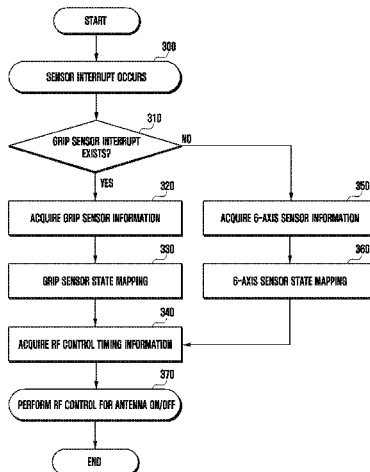 START
300
SENSOR INTERRUPT OCCURS
310
GRIP SENSOR INTERRUPT
EXISTS?
NO
YES
320
ACQUIRE GRIP SENSOR INFORMATION
350
ACQUIRE 6-AXIS SENSOR INFORMATION
330
GRIP SENSOR STATE MAPPING
360
6-AXIS SENSOR STATE MAPPING
340
ACQUIRE RF CONTROL TIMING INFORMATION
370
PERFORM RF CONTROL FOR ANTENNA ON/OFF
END